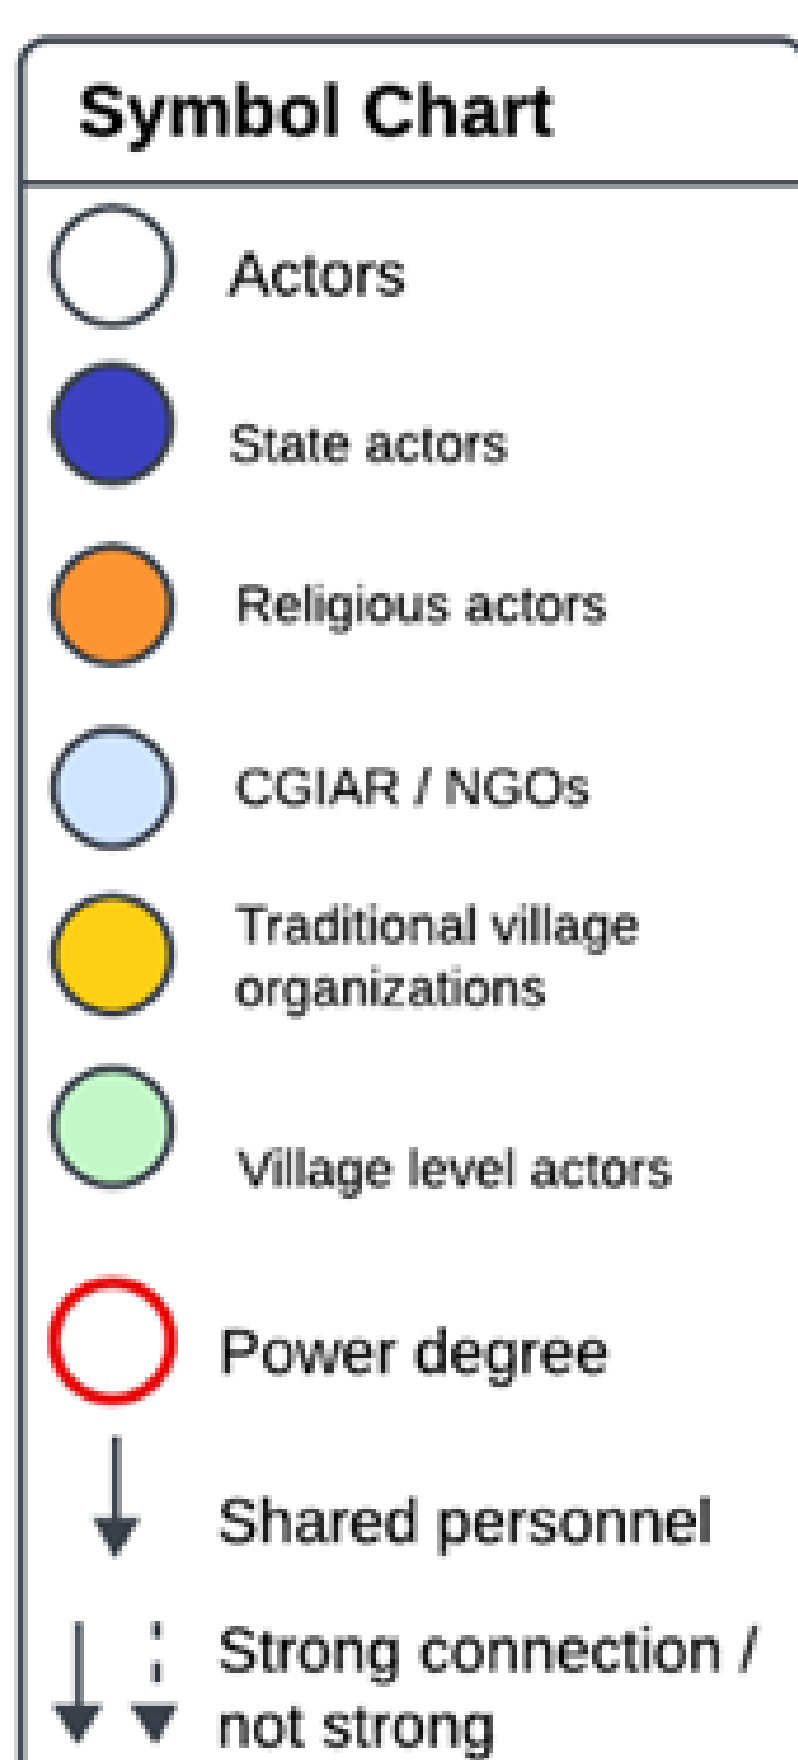 Symbol Chart
Actors
State actors
Religious actors
CGIAR / NGOs
Traditional village
organizations
Village level actors
Power degree
Shared personnel
Strong connection /
not strong